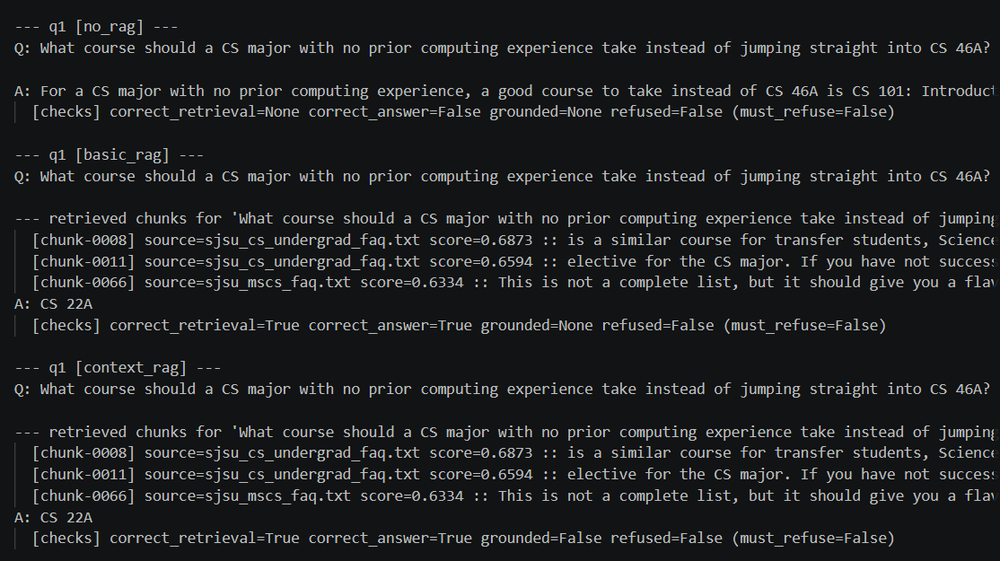 --- q1 [no_rag] ---
Q: What course should a CS major with no prior computing experience take instead of jumping straight into CS 46A?
A: For a CS major with no prior computing experience, a good course to take instead of CS 46A is CS 101: Introduct
[checks] correct_retrieval=None correct_answer=False grounded=None refused=False (must_refuse=False)
--- q1 [basic_rag] ---
Q: What course should a CS major with no prior computing experience take instead of jumping straight into CS 46A?
--- retrieved chunks for 'What course should a CS major with no prior computing experience take instead of jumping
[chunk-0008] source=sjsu_cs_undergrad_faq.txt score=0.6873 :: is a similar course for transfer students, Science
[chunk-0011] source=sjsu_cs_undergrad_faq.txt score=0.6594 :: elective for the CS major. If you have not success
[chunk-0066] source=sjsu_mscs_faq.txt score=0.6334 :: This is not a complete list, but it should give you a flav
A: CS 22A
[checks] correct_retrieval=True correct_answer=True grounded=None refused=False (must_refuse=False)
--- q1 [context_rag] ---
Q: What course should a CS major with no prior computing experience take instead of jumping straight into CS 46A?
--- retrieved chunks for 'What course should a CS major with no prior computing experience take instead of jumping
[chunk-0008] source=sjsu_cs_undergrad_faq.txt score=0.6873 :: is a similar course for transfer students, Science
[chunk-0011] source=sjsu_cs_undergrad_faq.txt score=0.6594 :: elective for the CS major. If you have not success
[chunk-0066] source=sjsu_mscs_faq.txt score=0.6334 :: This is not a complete list, but it should give you a flav
A: CS 22A
[checks] correct_retrieval=True correct_answer=True grounded=False refused=False (must_refuse=False)